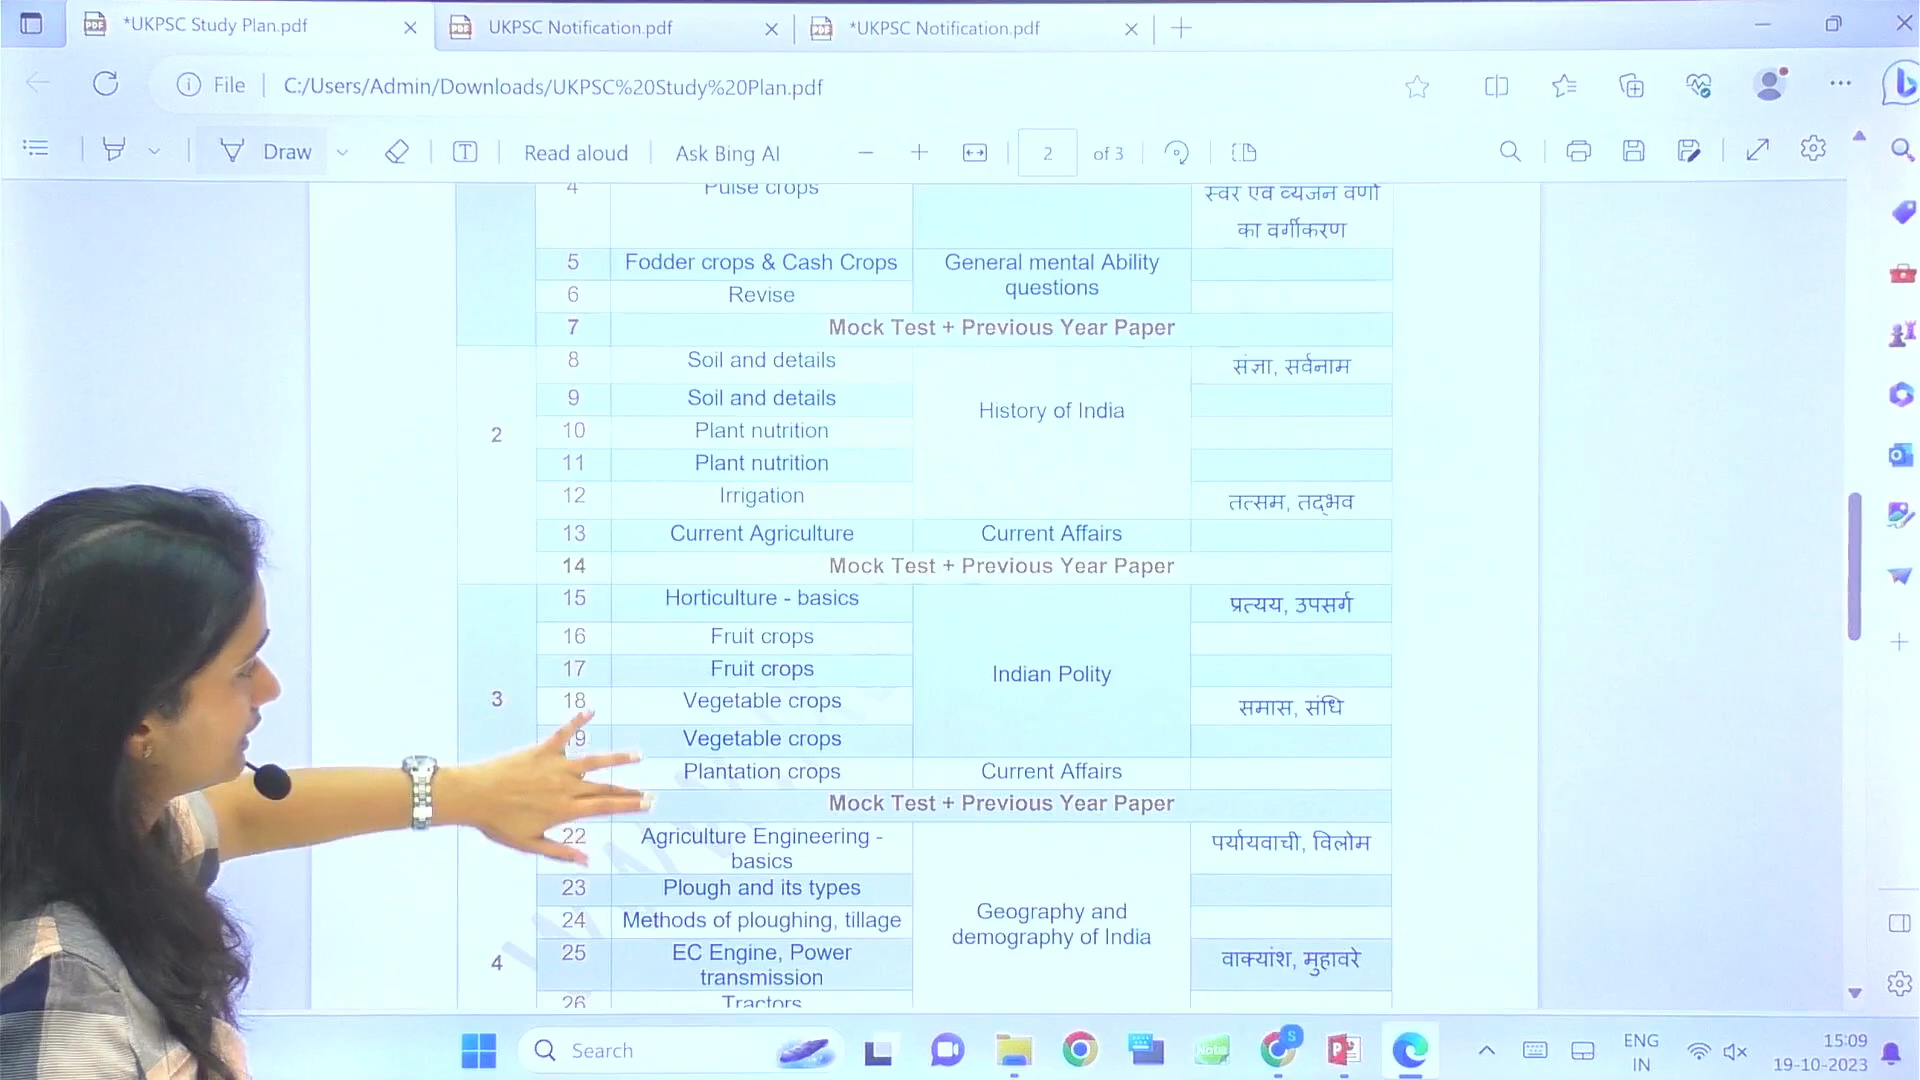 *UKPSC Study Plan.pdf
UKPSC Notification.pdf
*UKPSC Notification.pdf
File
C:/Users/Admin/Downloads/UKPSC%20Study%20Plan.pdf
Draw
Read aloud
Ask Bing AI
2 of 3
4 Pulse crops स्वर एवं व्यंजन वर्णों
का वर्गीकरण
5 Fodder crops & Cash Crops General mental Ability
questions
6 Revise
7 Mock Test + Previous Year Paper
2
8 Soil and details संज्ञा, सर्वनाम
9 Soil and details
History of India
10 Plant nutrition
11 Plant nutrition
12 Irrigation तत्सम, तद्भव
13 Current Agriculture Current Affairs
14 Mock Test + Previous Year Paper
3
15 Horticulture - basics प्रत्यय, उपसर्ग
16 Fruit crops
17 Fruit crops
Indian Polity
18 Vegetable crops समास, संधि
19 Vegetable crops
Plantation crops Current Affairs
Mock Test + Previous Year Paper
4
22 Agriculture Engineering -
basics
पर्यायवाची, विलोम
23 Plough and its types
24 Methods of ploughing, tillage
Geography and
demography of India
25 EC Engine, Power
transmission
वाक्यांश, मुहावरे
26 Tractors
Search
ENG
IN
15:09
19-10-2023